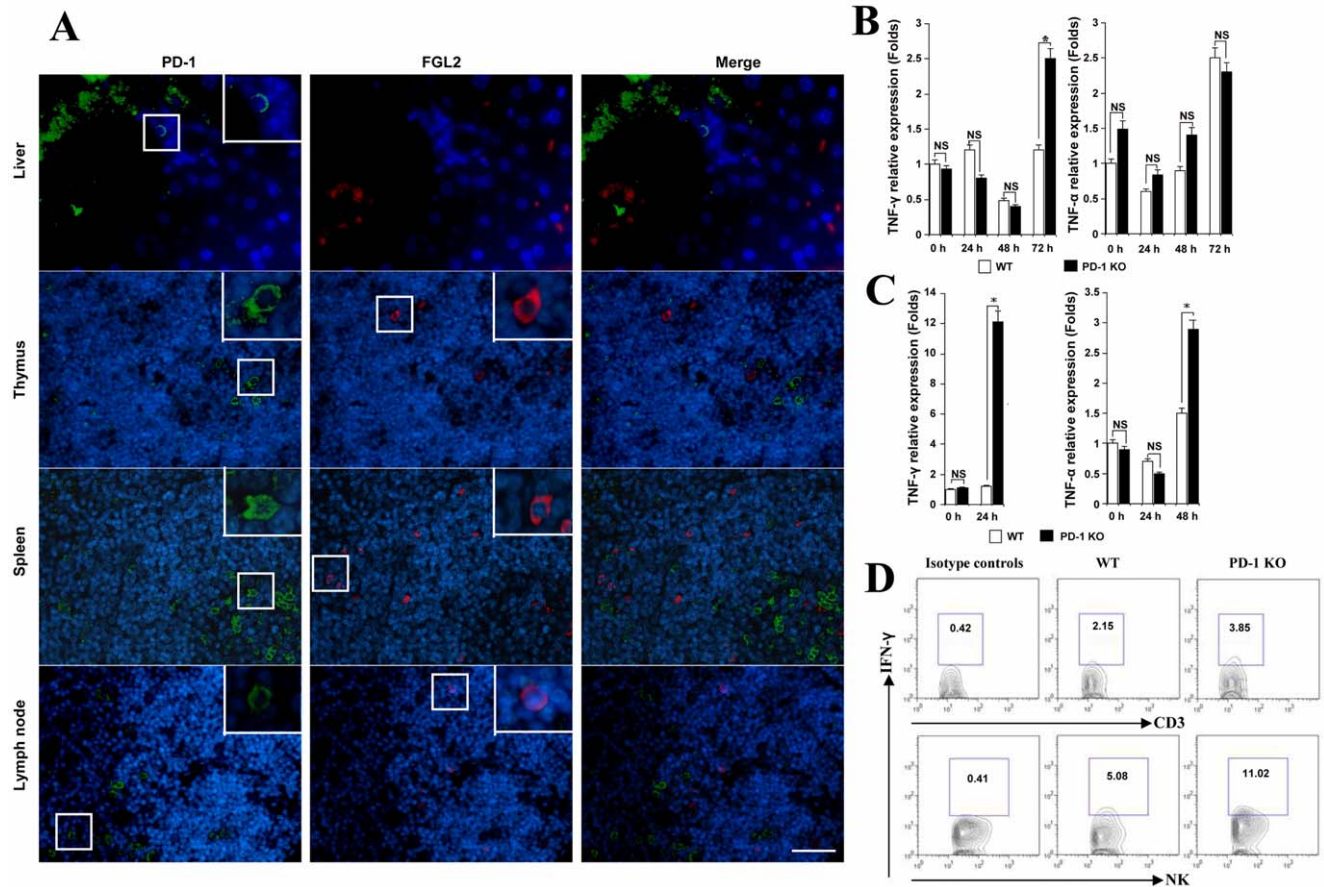 A
PD-1 FGL2 Merge
Liver
Thymus
Spleen
Lymph node
B
TNF-γ relative expression (Folds)
3
2.5
2
1.5
1
0.5
0
NS NS NS *
0 h 24 h 48 h 72 h
TNF-α relative expression (Folds)
3
2.5
2
1.5
1
0.5
0
NS NS NS NS
0 h 24 h 48 h 72 h
WT PD-1 KO
C
TNF-γ relative expression (Folds)
14
12
10
8
6
4
2
0
NS *
0 h 24 h
TNF-α relative expression (Folds)
3.5
3
2.5
2
1.5
1
0.5
0
NS NS *
0 h 24 h 48 h
WT PD-1 KO
D
Isotype controls WT PD-1 KO
IFN-γ
0.42 2.15 3.85
CD3
0.41 5.08 11.02
NK